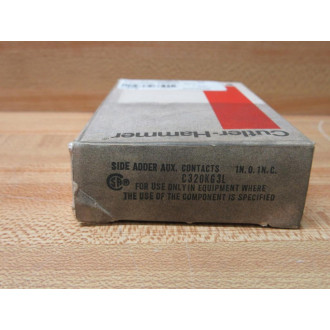 Cutler-Hammer
SIDE ADDER AUX. CONTACTS 1N.O.1N.C.
C320KG3L
FOR USE ONLY IN EQUIPMENT WHERE
THE USE OF THE COMPONENT IS SPECIFIED